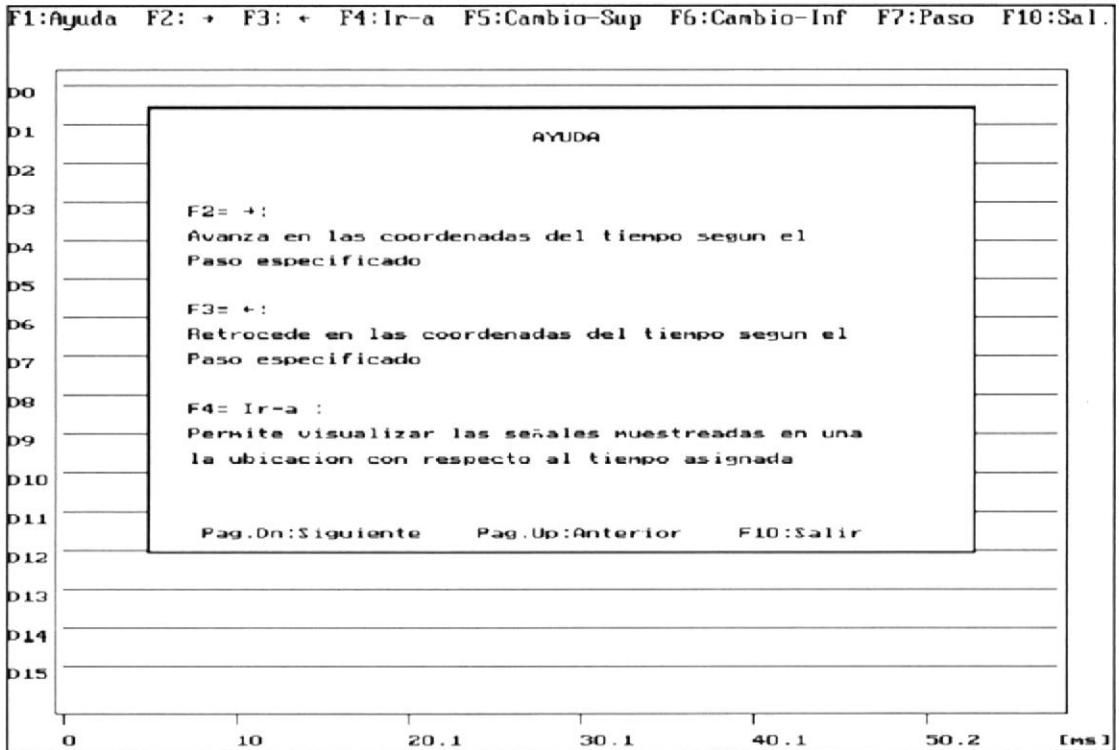 F1:Ayuda F2: → F3: ← F4:Ir-a F5:Cambio-Sup F6:Cambio-Inf F7:Paso F10:Sal.
D0
D1
D2
D3
D4
D5
D6
D7
D8
D9
D10
D11
D12
D13
D14
D15
AYUDA
F2= →:
Avanza en las coordenadas del tiempo segun el
Paso especificado
F3= ←:
Retrocede en las coordenadas del tiempo segun el
Paso especificado
F4= Ir-a :
Permite visualizar las señales muestreadas en una
la ubicacion con respecto al tiempo asignada
Pag.Dn:Siguiente Pag.Up:Anterior F10:Salir
0 10 20.1 30.1 40.1 50.2 [ms]